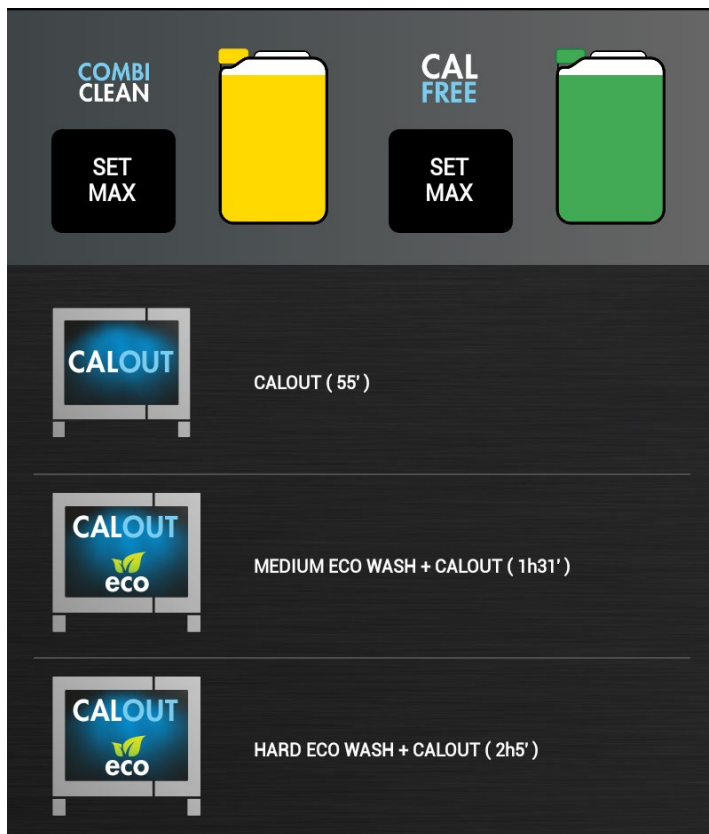 COMBI
CLEAN
SET
MAX
CAL
FREE
SET
MAX
CALOUT
CALOUT ( 55' )
CALOUT
eco
MEDIUM ECO WASH + CALOUT ( 1h31' )
CALOUT
eco
HARD ECO WASH + CALOUT ( 2h5' )